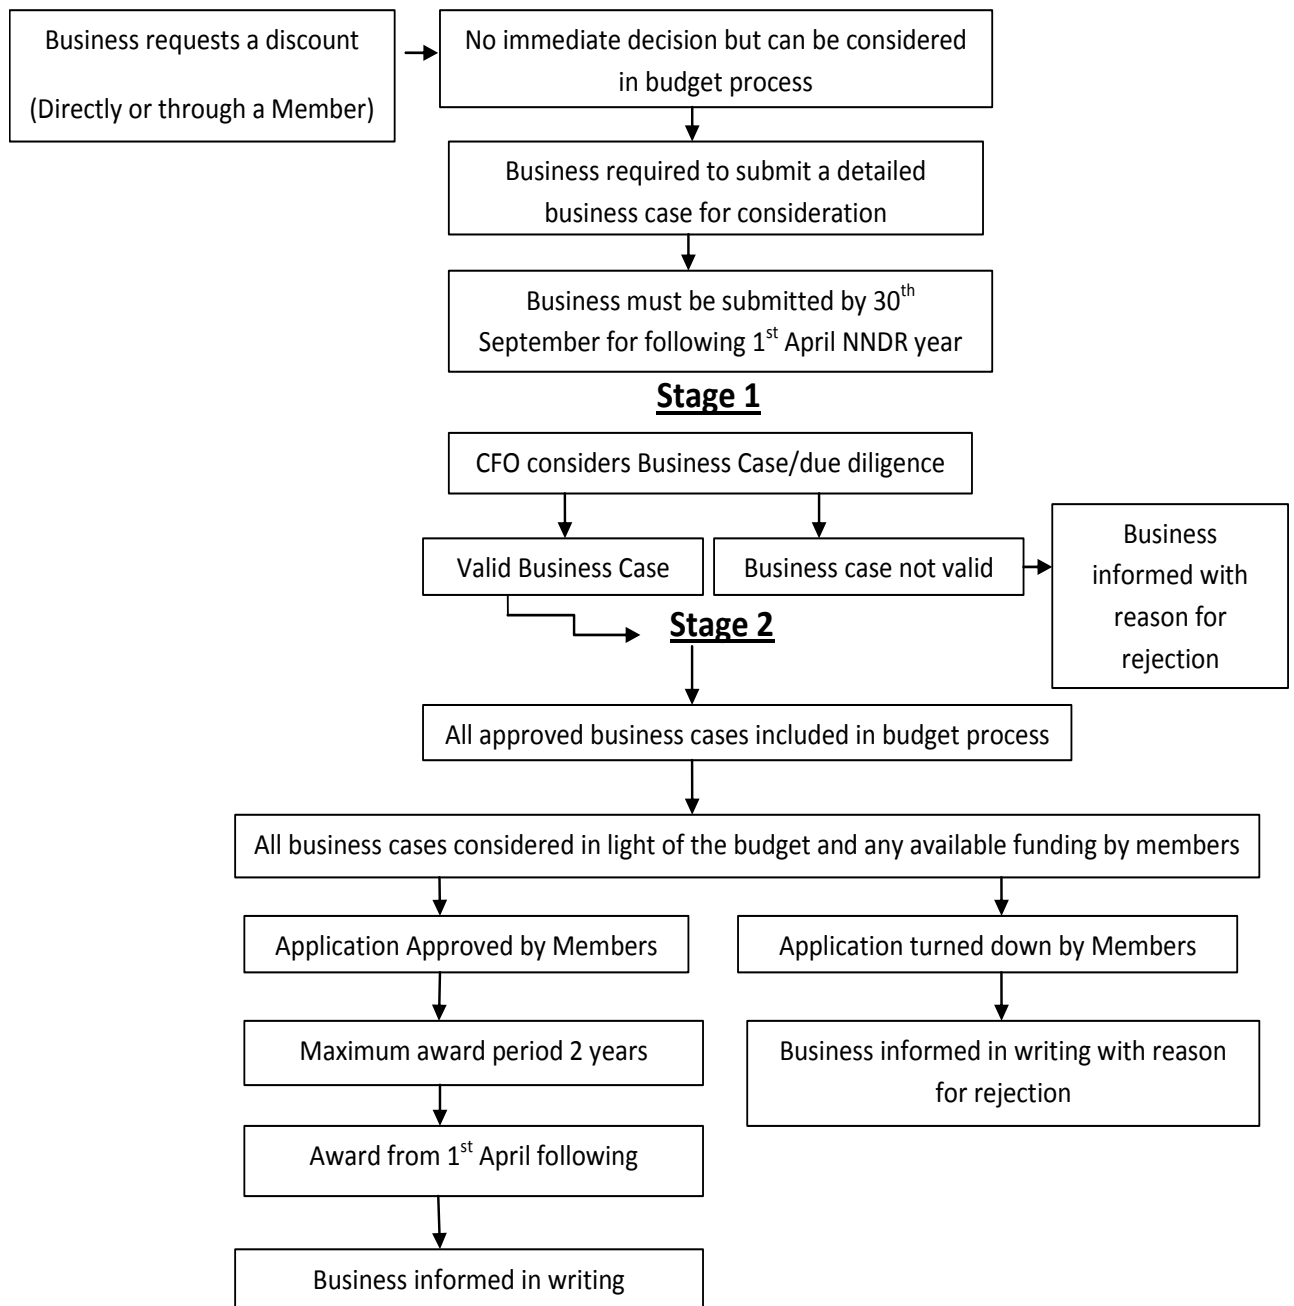 Business requests a discount
(Directly or through a Member)
No immediate decision but can be considered
in budget process
Business required to submit a detailed
business case for consideration
Business must be submitted by 30th
September for following 1st April NNDR year
Stage 1
CFO considers Business Case/due diligence
Valid Business Case
Business case not valid
Business
informed with
reason for
rejection
Stage 2
All approved business cases included in budget process
All business cases considered in light of the budget and any available funding by members
Application Approved by Members
Application turned down by Members
Maximum award period 2 years
Business informed in writing with reason
for rejection
Award from 1st April following
Business informed in writing